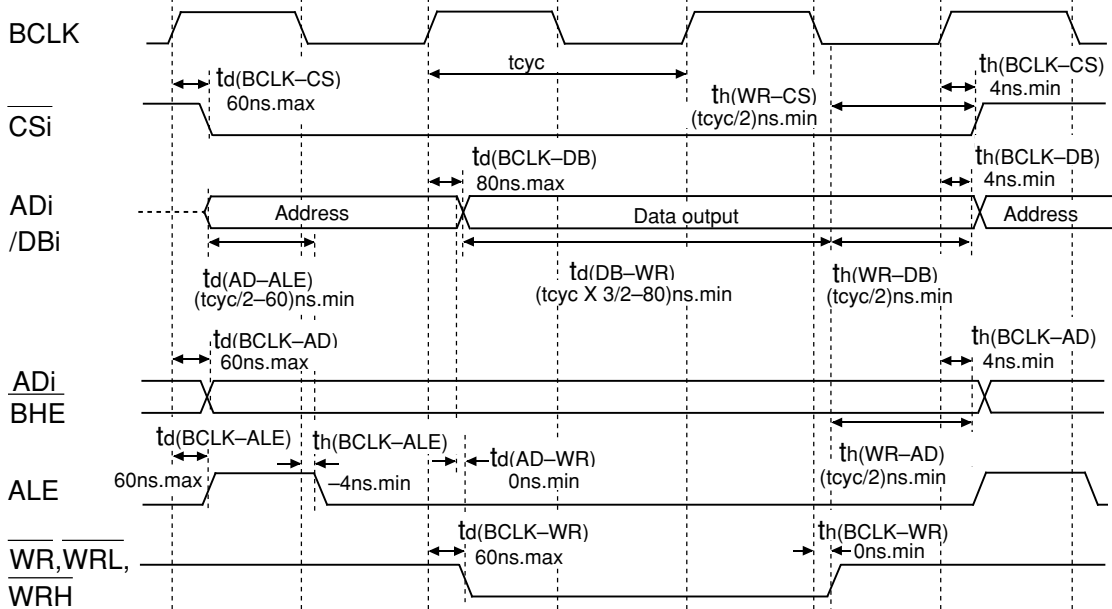 BCLK
tcyc
td(BCLK–CS)
60ns.max
th(WR–CS)
(tcyc/2)ns.min
th(BCLK–CS)
4ns.min
CSi
td(BCLK–DB)
80ns.max
th(BCLK–DB)
4ns.min
ADi
/DBi
Address
Data output
Address
td(AD–ALE)
(tcyc/2–60)ns.min
td(DB–WR)
(tcyc X 3/2–80)ns.min
th(WR–DB)
(tcyc/2)ns.min
td(BCLK–AD)
60ns.max
th(BCLK–AD)
4ns.min
ADi
BHE
td(BCLK–ALE)
60ns.max
th(BCLK–ALE)
–4ns.min
td(AD–WR)
0ns.min
th(WR–AD)
(tcyc/2)ns.min
ALE
td(BCLK–WR)
60ns.max
th(BCLK–WR)
0ns.min
WR,WRL,
WRH